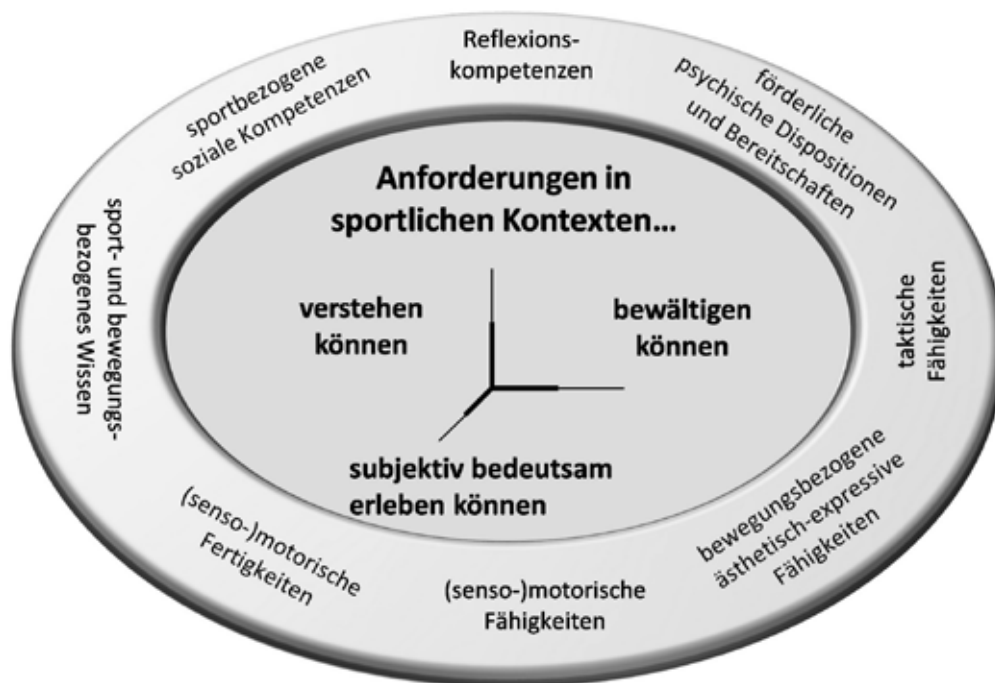 Reflexions-
kompetenzen
förderliche
psychische Dispositionen
und Bereitschaften
taktische
Fähigkeiten
bewegungsbezogene
ästhetisch-expressive
Fähigkeiten
(senso-)motorische
Fähigkeiten
(senso-)motorische
Fertigkeiten
sport- und bewegungs-
bezogenes Wissen
sportbezogene
soziale Kompetenzen
Anforderungen in
sportlichen Kontexten...
verstehen
können
bewältigen
können
subjektiv bedeutsam
erleben können